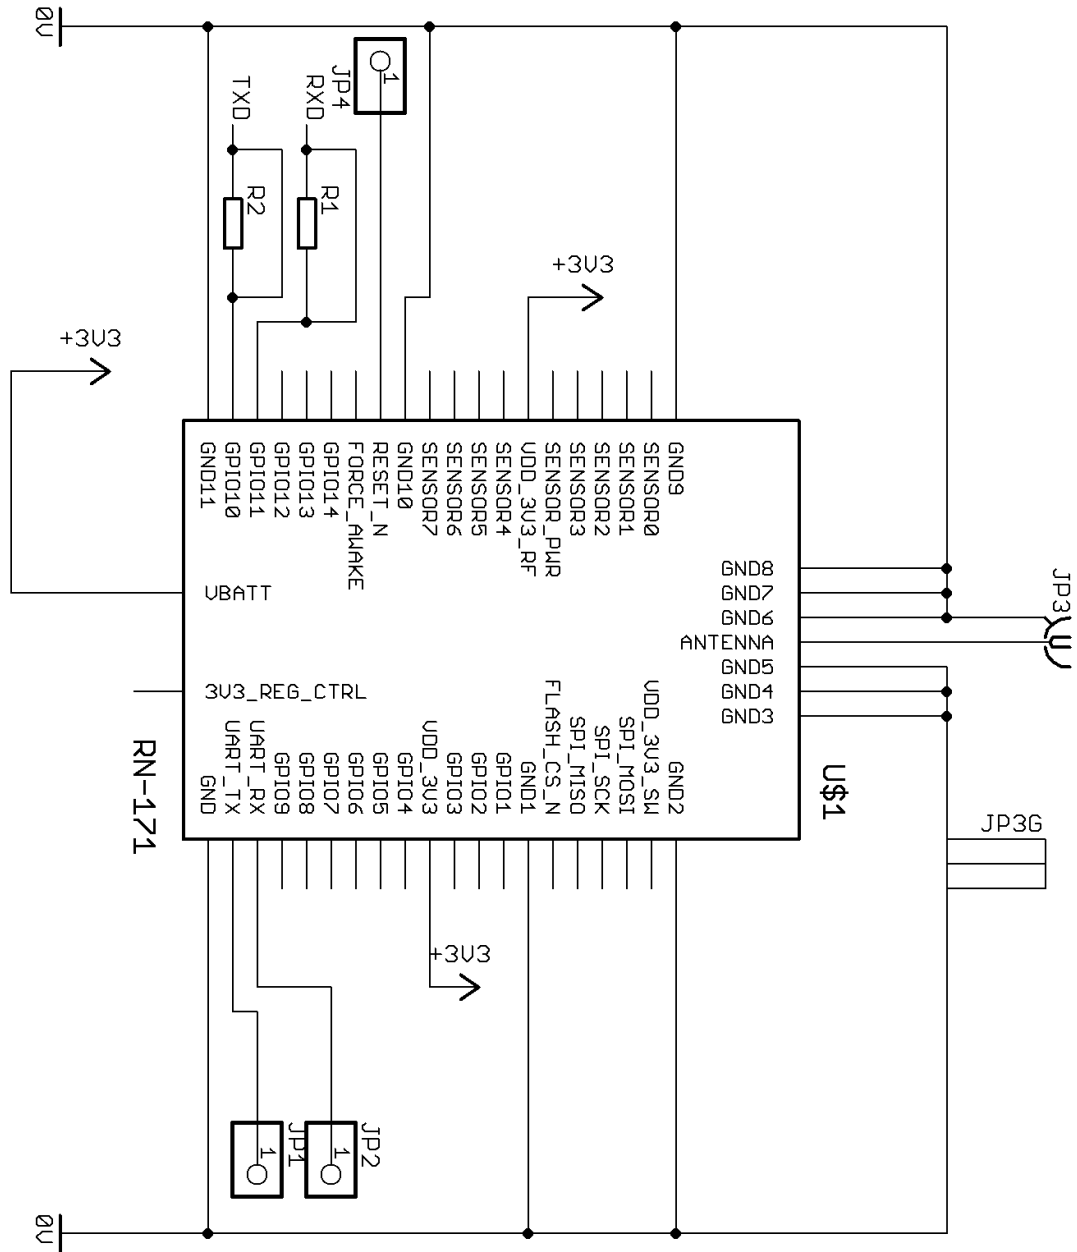 0V
JP4
1
TXD
RXD
R2
R1
+3V3
+3V3
GND11
GPIO10
GPIO11
GPIO12
GPIO13
GPIO14
FORCE_AWAKE
RESET_N
GND10
SENSOR7
SENSOR6
SENSOR5
SENSOR4
VDD_3V3_RF
SENSOR_PWR
SENSOR3
SENSOR2
SENSOR1
SENSOR0
GND9
GND8
GND7
GND6
ANTENNA
GND5
GND4
GND3
JP3
VBATT
3V3_REG_CTRL
GND
UART_TX
UART_RX
GPIO9
GPIO8
GPIO7
GPIO6
GPIO5
GPIO4
VDD_3V3
GPIO3
GPIO2
GPIO1
GND1
FLASH_CS_N
SPI_MISO
SPI_SCK
SPI_MOSI
VDD_3V3_SW
GND2
RN-171
U$1
JP3G
+3V3
JP1
1
JP2
1
0V